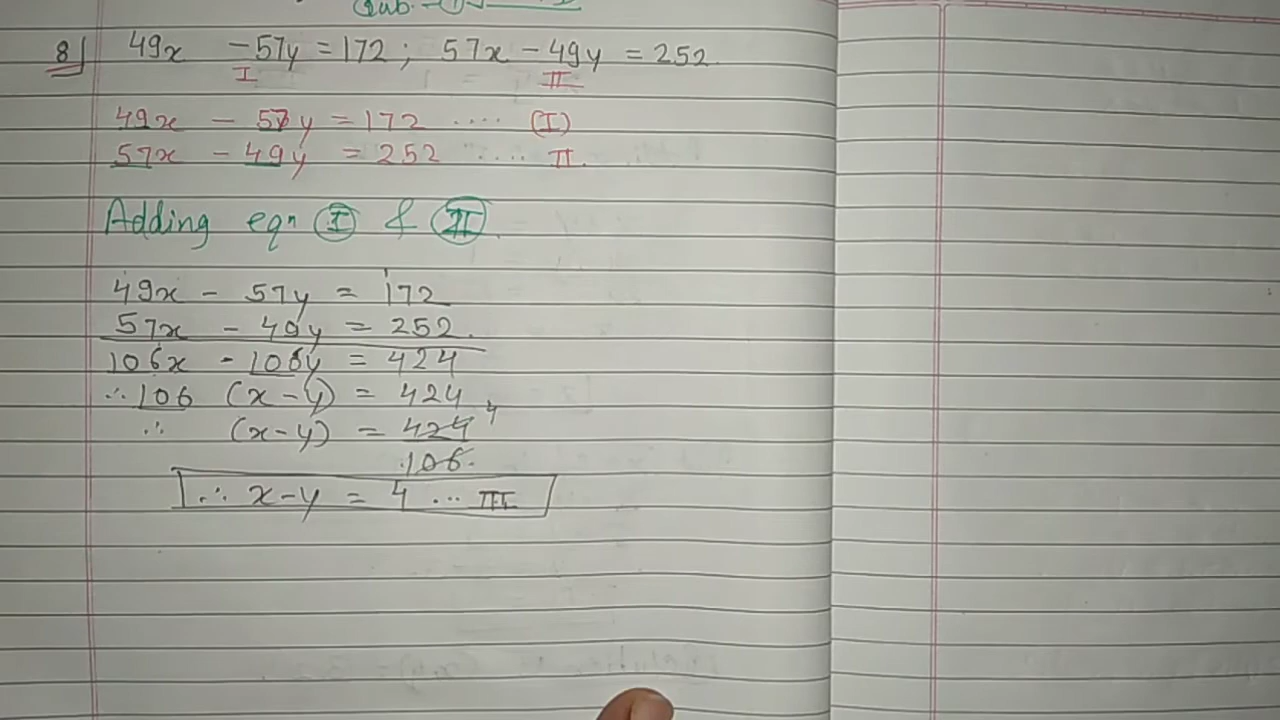 8] 49x - 57y = 172 ; 57x - 49y = 252.
I II
49x - 57y = 172 .... (I)
57x - 49y = 252 .... II.
Adding eqn (I) & (II).
49x - 57y = 172
57x - 49y = 252.
106x - 106y = 424
∴ 106 (x-y) = 424
∴ (x-y) = 424 4
106.
∴ x-y = 4 ... III